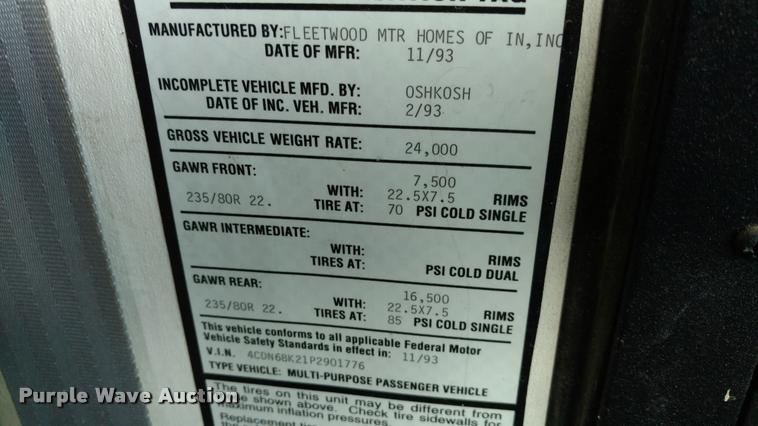 MANUFACTURED BY: FLEETWOOD MTR HOMES OF IN, INC
DATE OF MFR: 11/93
INCOMPLETE VEHICLE MFD. BY: OSHKOSH
DATE OF INC. VEH. MFR: 2/93
GROSS VEHICLE WEIGHT RATE: 24,000
GAWR FRONT: 7,500
WITH: 22.5X7.5 RIMS
235/80R 22. TIRE AT: 70 PSI COLD SINGLE
GAWR INTERMEDIATE:
WITH: RIMS
TIRES AT: PSI COLD DUAL
GAWR REAR: 16,500
WITH: 22.5X7.5 RIMS
235/80R 22. TIRES AT: 85 PSI COLD SINGLE
This vehicle conforms to all applicable Federal Motor
Vehicle Safety Standards in effect in: 11/93
V.I.N. 4CDN6BK21P2901776
TYPE VEHICLE: MULTI-PURPOSE PASSENGER VEHICLE
The tires on this unit may be different from
shown above. Check tire sidewalls for
maximum inflation pressures
Replacement
Purple Wave Auction